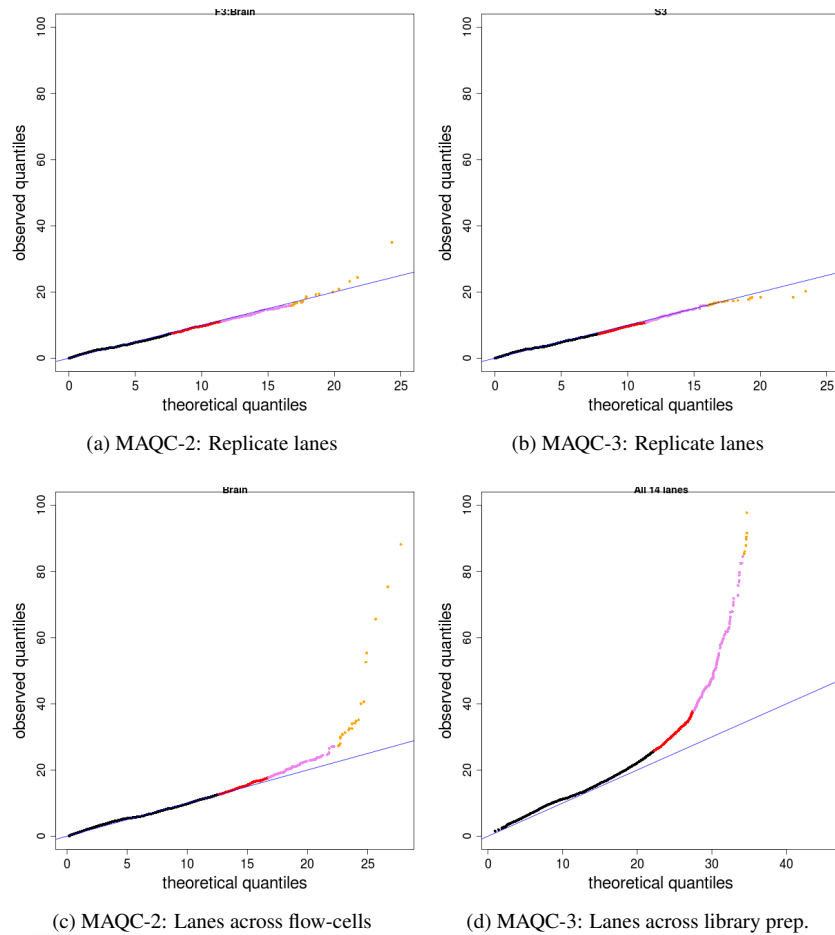 F3:Brain
100
80
60
40
20
0
observed quantiles
0 5 10 15 20 25
theoretical quantiles
(a) MAQC-2: Replicate lanes
S3
100
80
60
40
20
0
observed quantiles
0 5 10 15 20 25
theoretical quantiles
(b) MAQC-3: Replicate lanes
Brain
100
80
60
40
20
0
observed quantiles
0 5 10 15 20 25
theoretical quantiles
(c) MAQC-2: Lanes across flow-cells
All 14 lanes
100
80
60
40
20
0
observed quantiles
0 10 20 30 40
theoretical quantiles
(d) MAQC-3: Lanes across library prep.